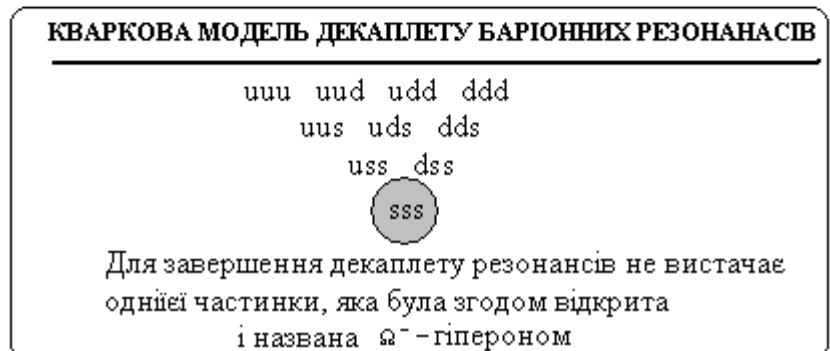 КВАРКОВА МОДЕЛЬ ДЕКАПЛЕТУ БАРІОННИХ РЕЗОНАНАСІВ
uuu uud udd ddd
uus uds dds
uss dss
sss
Для завершення декаплету резонансів не вистачає
однієї частинки, яка була згодом відкрита
і названа Ω⁻-гіпероном